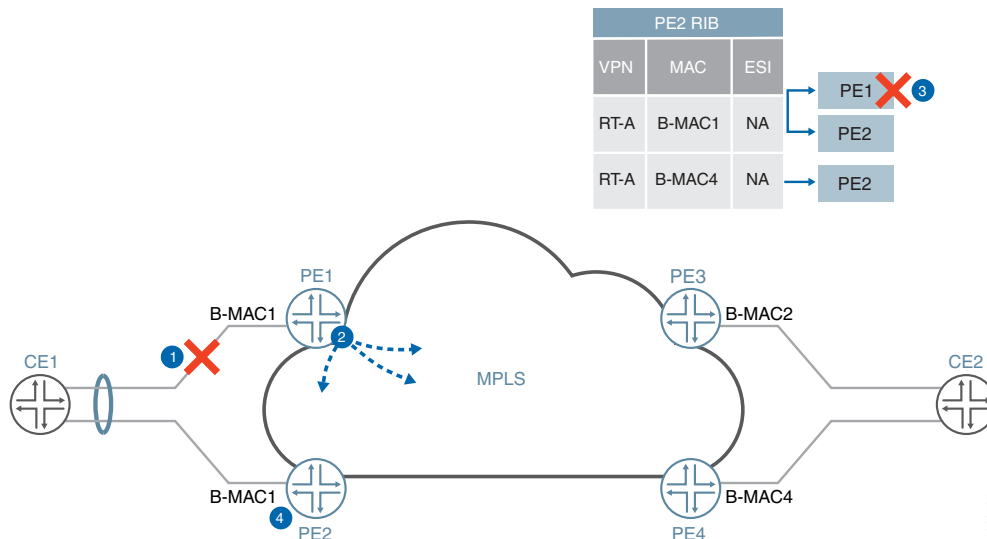 PE2 RIB
VPN MAC ESI
RT-A B-MAC1 NA
RT-A B-MAC4 NA
PE1 3
PE2
PE2
PE1
PE3
B-MAC1
B-MAC2
2
1
CE1
MPLS
CE2
B-MAC1
B-MAC4
4
PE2
PE4